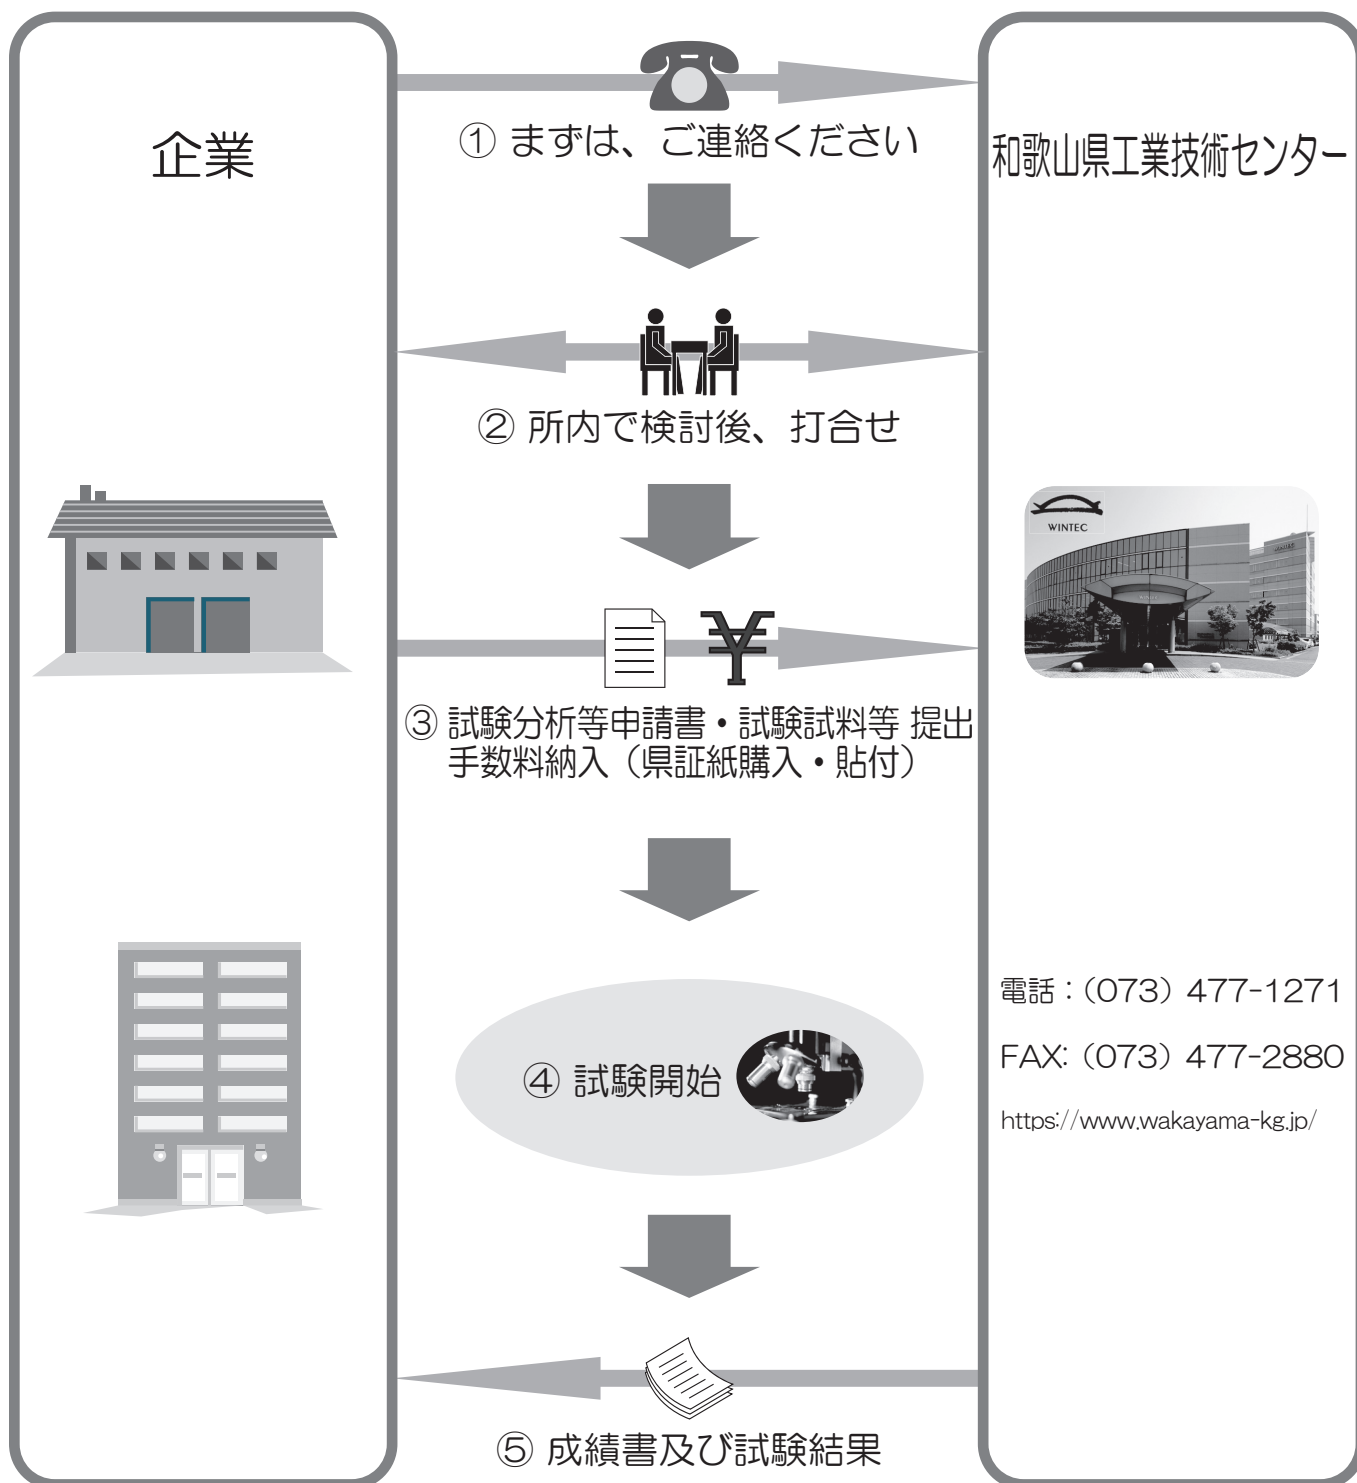 企業
① まずは、ご連絡ください
和歌山県工業技術センター
② 所内で検討後、打合せ
WINTEC
③ 試験分析等申請書・試験試料等 提出
手数料納入（県証紙購入・貼付）
④ 試験開始
電話：（073）477-1271
FAX:（073）477-2880
https://www.wakayama-kg.jp/
⑤ 成績書及び試験結果